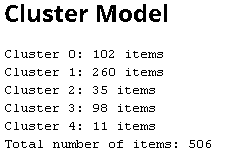 Cluster Model
Cluster 0: 102 items
Cluster 1: 260 items
Cluster 2: 35 items
Cluster 3: 98 items
Cluster 4: 11 items
Total number of items: 506